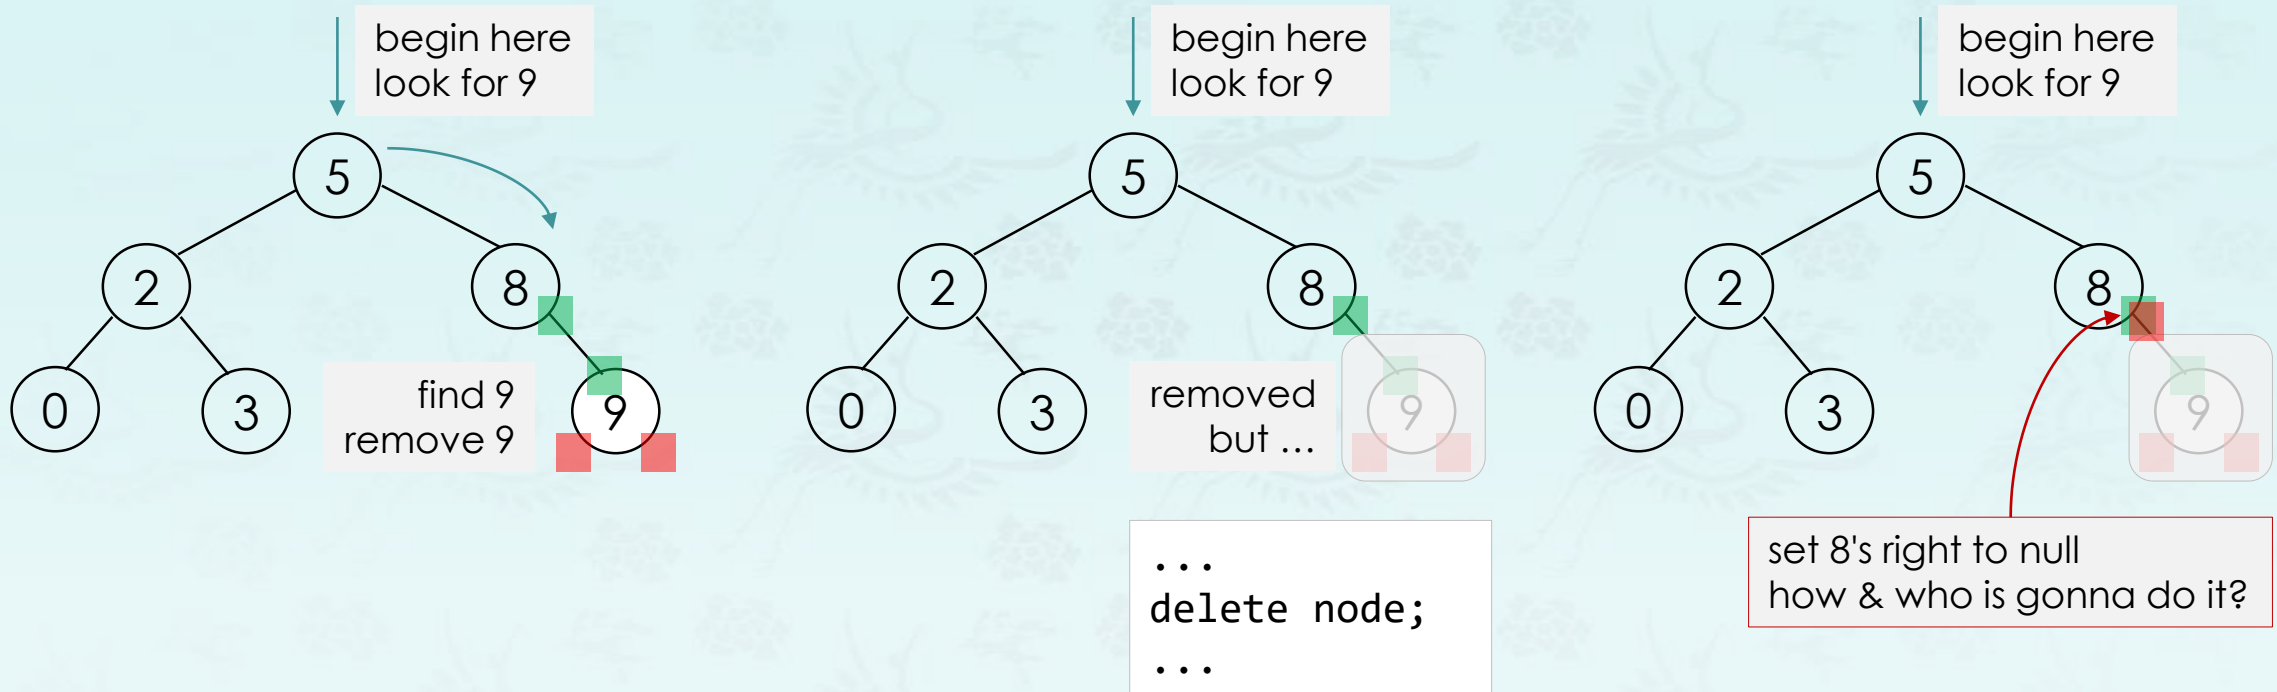 begin here
look for 9
5
2
8
0
3
find 9
remove 9
9
begin here
look for 9
5
2
8
0
3
removed
but ...
9
...
delete node;
...
begin here
look for 9
5
2
8
0
3
9
set 8's right to null
how & who is gonna do it?